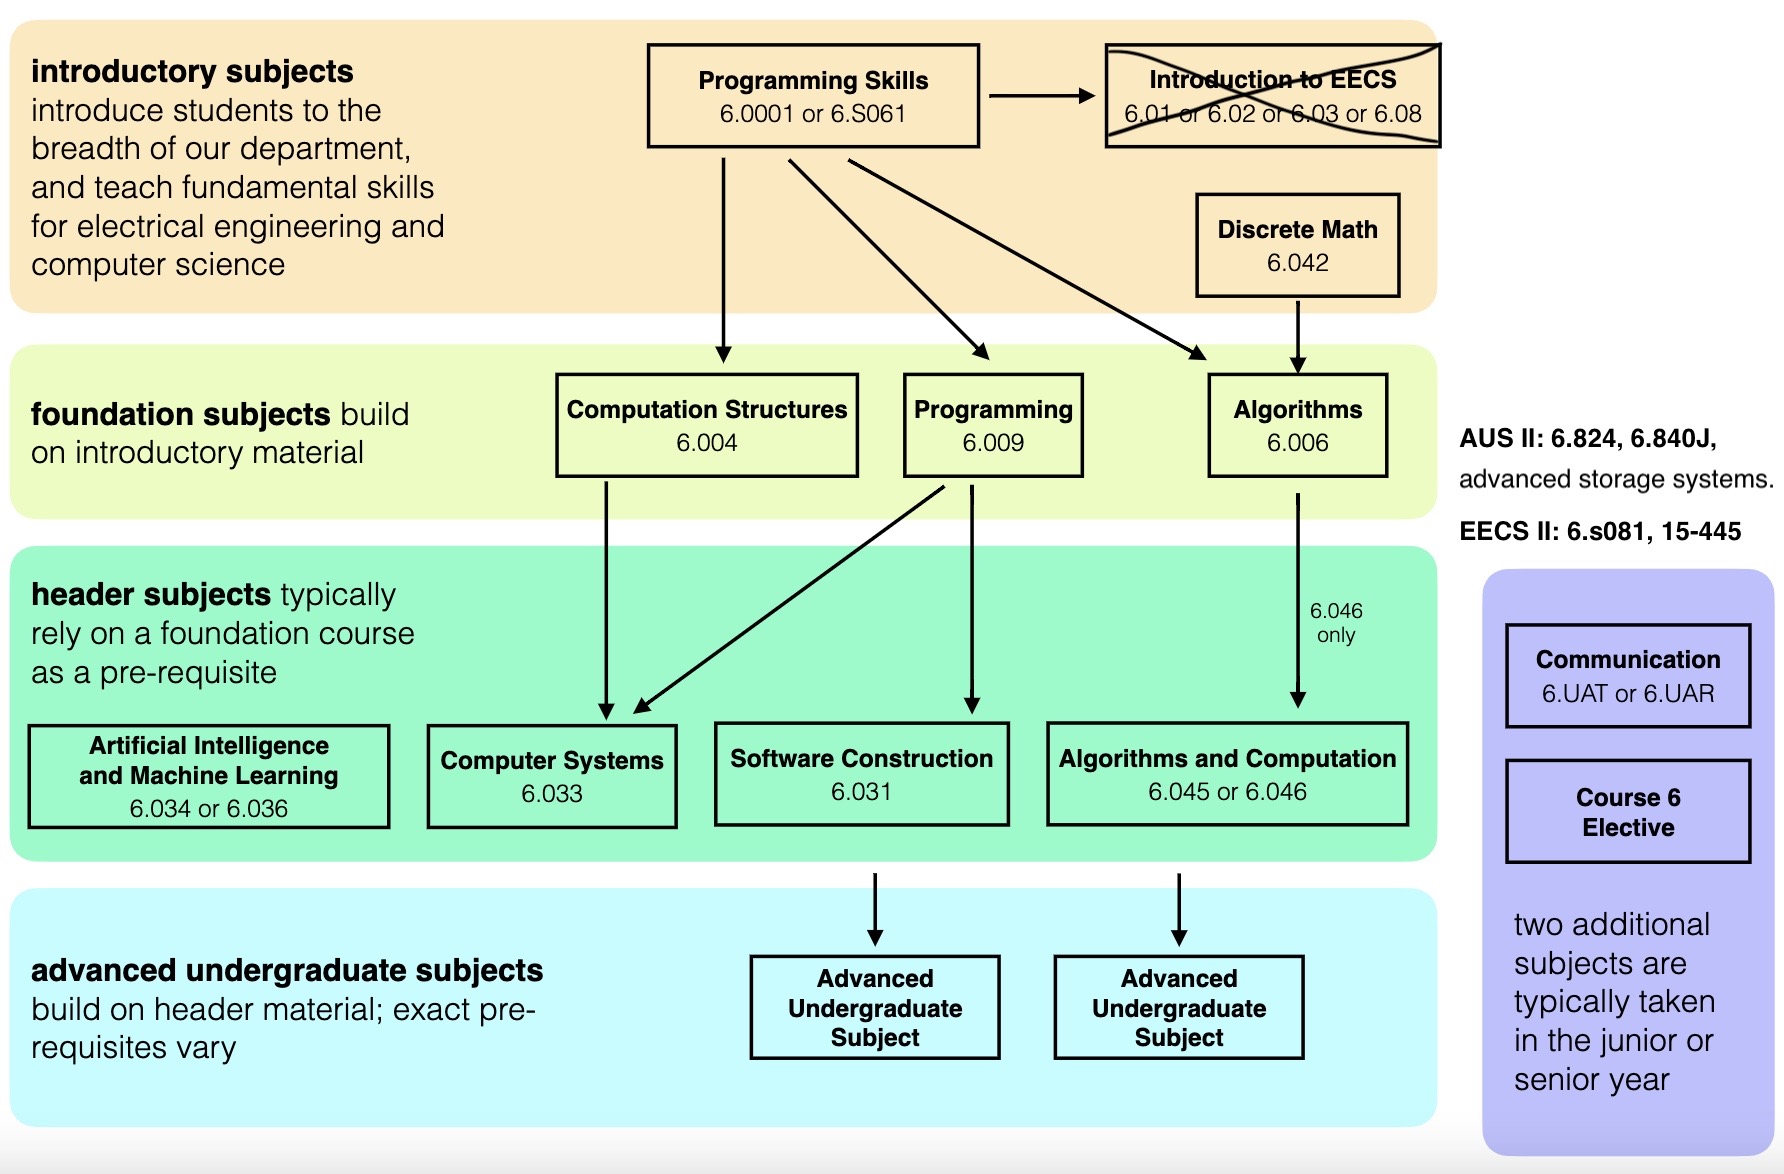 introductory subjects
introduce students to the
breadth of our department,
and teach fundamental skills
for electrical engineering and
computer science
Programming Skills
6.0001 or 6.S061
Introduction to EECS
6.01 or 6.02 or 6.03 or 6.08
Discrete Math
6.042
foundation subjects build
on introductory material
Computation Structures
6.004
Programming
6.009
Algorithms
6.006
AUS II: 6.824, 6.840J,
advanced storage systems.
EECS II: 6.s081, 15-445
header subjects typically
rely on a foundation course
as a pre-requisite
6.046
only
Artificial Intelligence
and Machine Learning
6.034 or 6.036
Computer Systems
6.033
Software Construction
6.031
Algorithms and Computation
6.045 or 6.046
Communication
6.UAT or 6.UAR
Course 6
Elective
two additional
subjects are
typically taken
in the junior or
senior year
advanced undergraduate subjects
build on header material; exact pre-
requisites vary
Advanced
Undergraduate
Subject
Advanced
Undergraduate
Subject